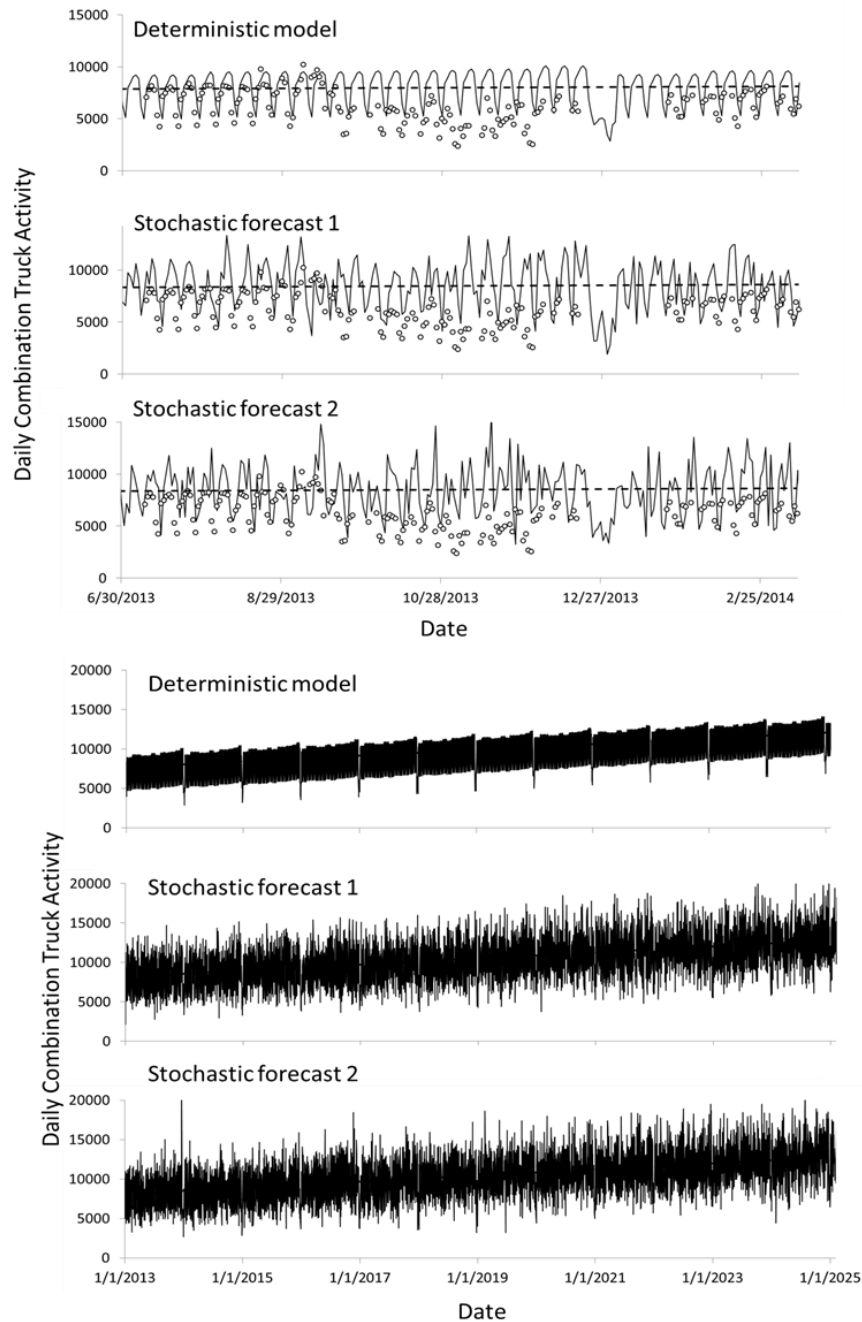 Daily Combination Truck Activity
15000
Deterministic model
10000
5000
0
Stochastic forecast 1
10000
5000
0
Stochastic forecast 2
15000
10000
5000
0
6/30/2013 8/29/2013 10/28/2013 12/27/2013 2/25/2014
Date
Daily Combination Truck Activity
20000
Deterministic model
15000
10000
5000
0
Stochastic forecast 1
20000
15000
10000
5000
0
Stochastic forecast 2
20000
15000
10000
5000
0
1/1/2013 1/1/2015 1/1/2017 1/1/2019 1/1/2021 1/1/2023 1/1/2025
Date